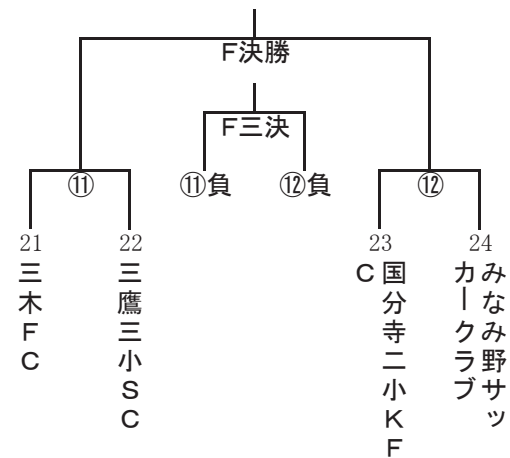 F決勝
F三決
⑪
⑪負
⑫負
⑫
21
22
23
24
三木FC
三鷹三小SC
国分寺二小KF
C
みなみ野サッ
カークラブ